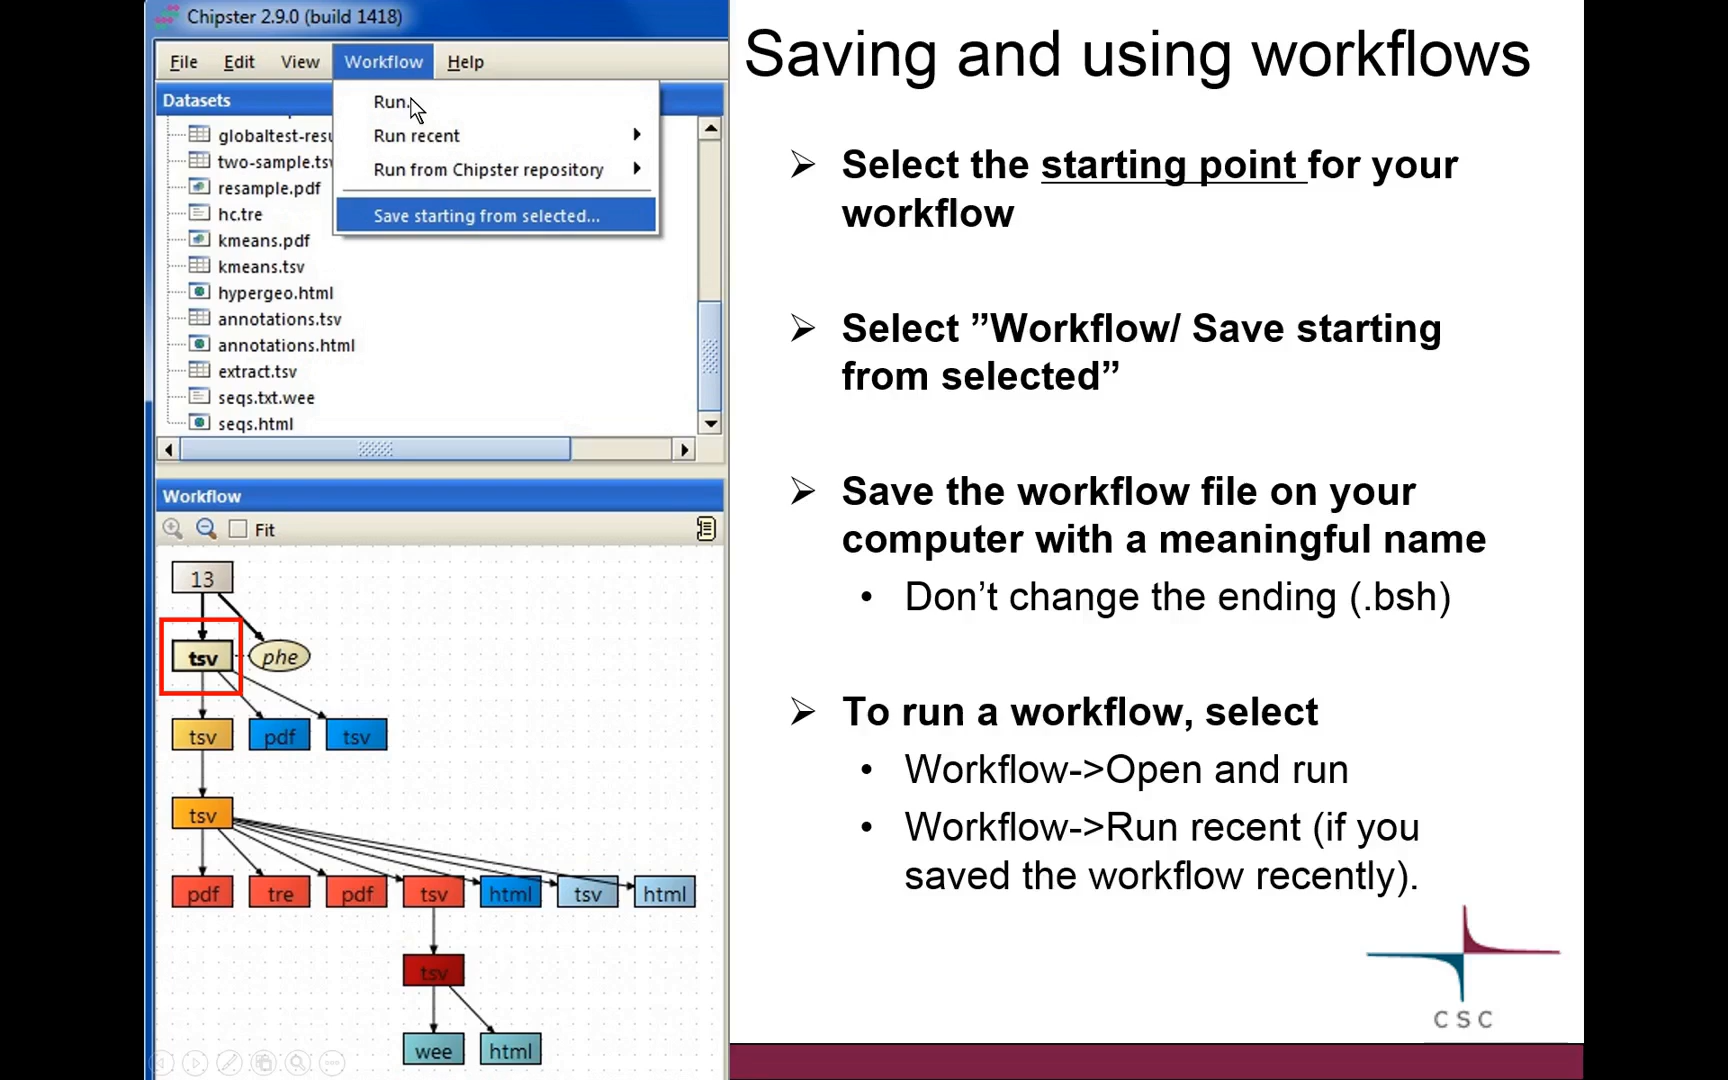 Chipster 2.9.0 (build 1418)
File Edit View Workflow Help
Datasets
Run.
Run recent
Run from Chipster repository
Save starting from selected...
globaltest-resu
two-sample.tsv
resample.pdf
hc.tre
kmeans.pdf
kmeans.tsv
hypergeo.html
annotations.tsv
annotations.html
extract.tsv
seqs.txt.wee
seqs.html
Workflow
Fit
13
tsv phe
tsv pdf tsv
tsv
pdf tre pdf tsv html tsv html
tsv
wee html
Saving and using workflows
➢ Select the starting point for your
workflow
➢ Select ”Workflow/ Save starting
from selected”
➢ Save the workflow file on your
computer with a meaningful name
• Don’t change the ending (.bsh)
➢ To run a workflow, select
• Workflow->Open and run
• Workflow->Run recent (if you
saved the workflow recently).
CSC